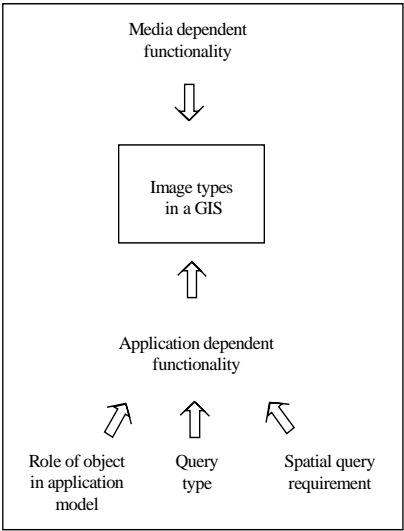 Media dependent
functionality
Image types
in a GIS
Application dependent
functionality
Role of object
in application
model
Query
type
Spatial query
requirement